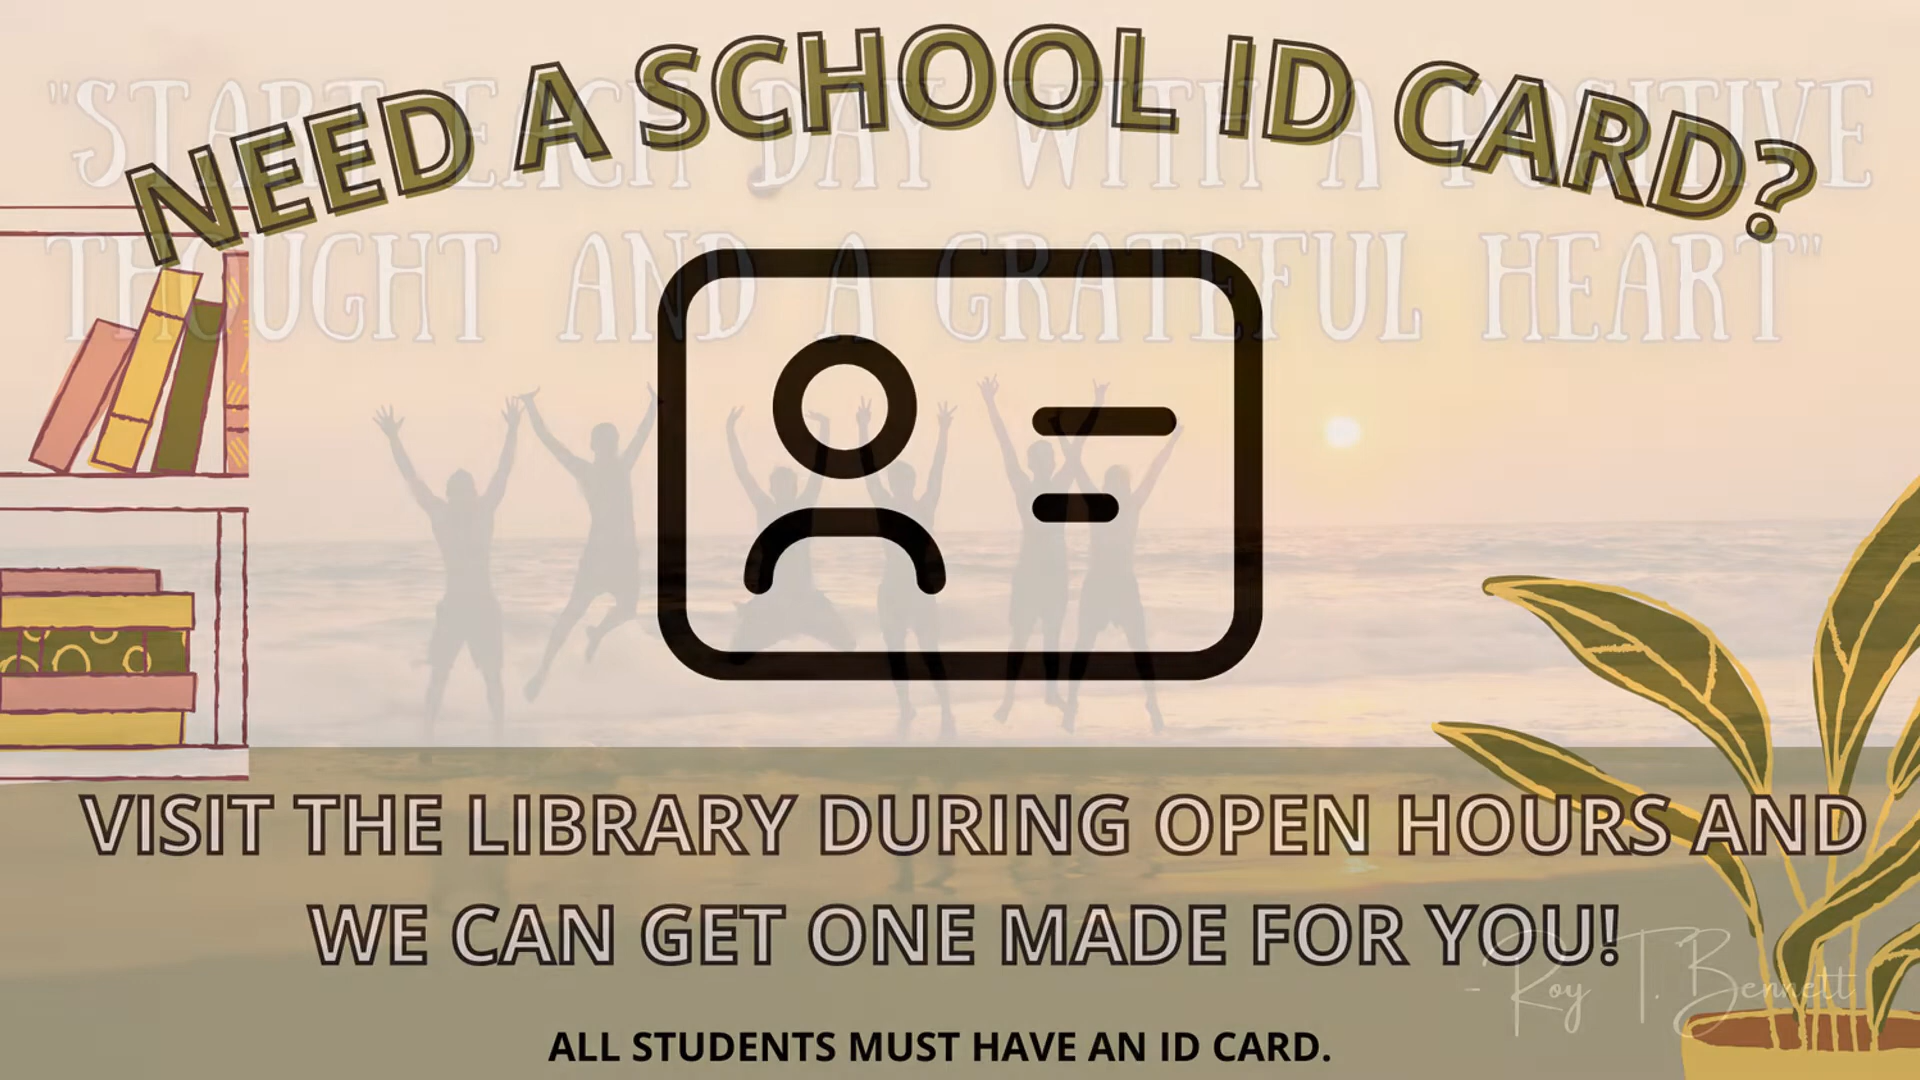 NEED A SCHOOL ID CARD?
"START EACH DAY WITH A POSITIVE
THOUGHT AND A GRATEFUL HEART"
VISIT THE LIBRARY DURING OPEN HOURS AND
WE CAN GET ONE MADE FOR YOU!
- Roy T. Bennett
ALL STUDENTS MUST HAVE AN ID CARD.